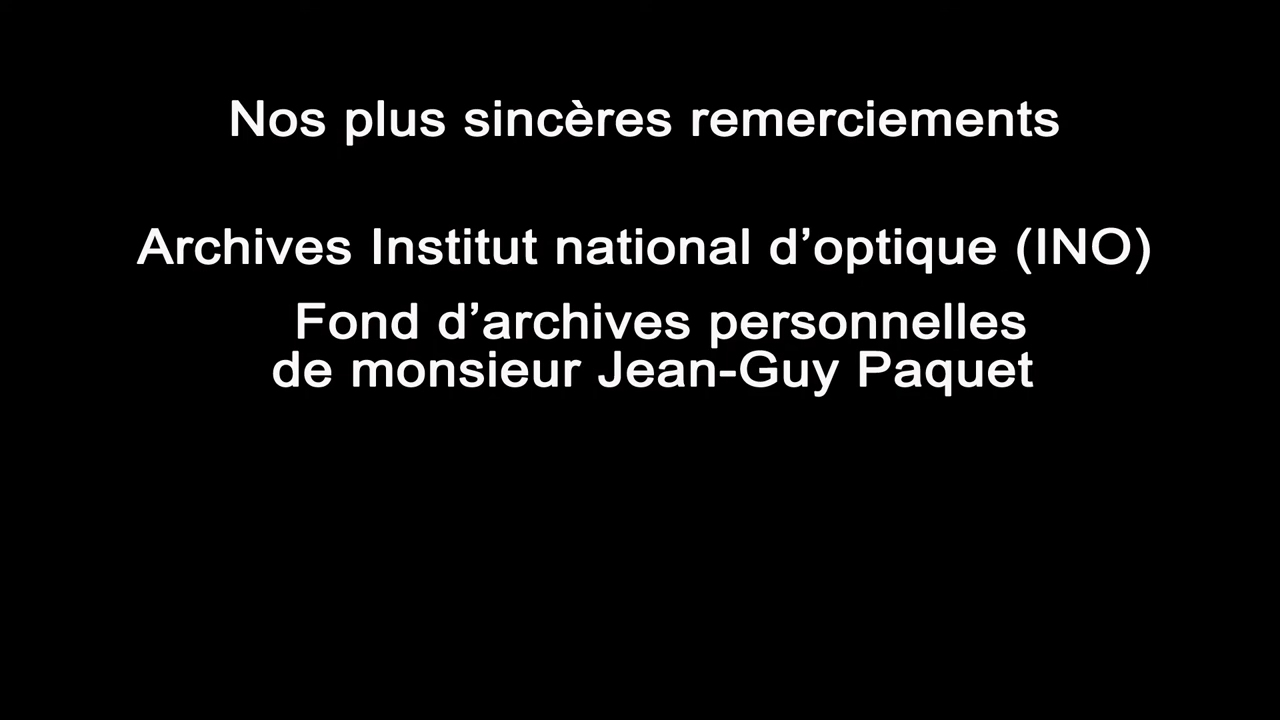 Nos plus sincères remerciements
Archives Institut national d’optique (INO)
Fond d’archives personnelles
de monsieur Jean-Guy Paquet